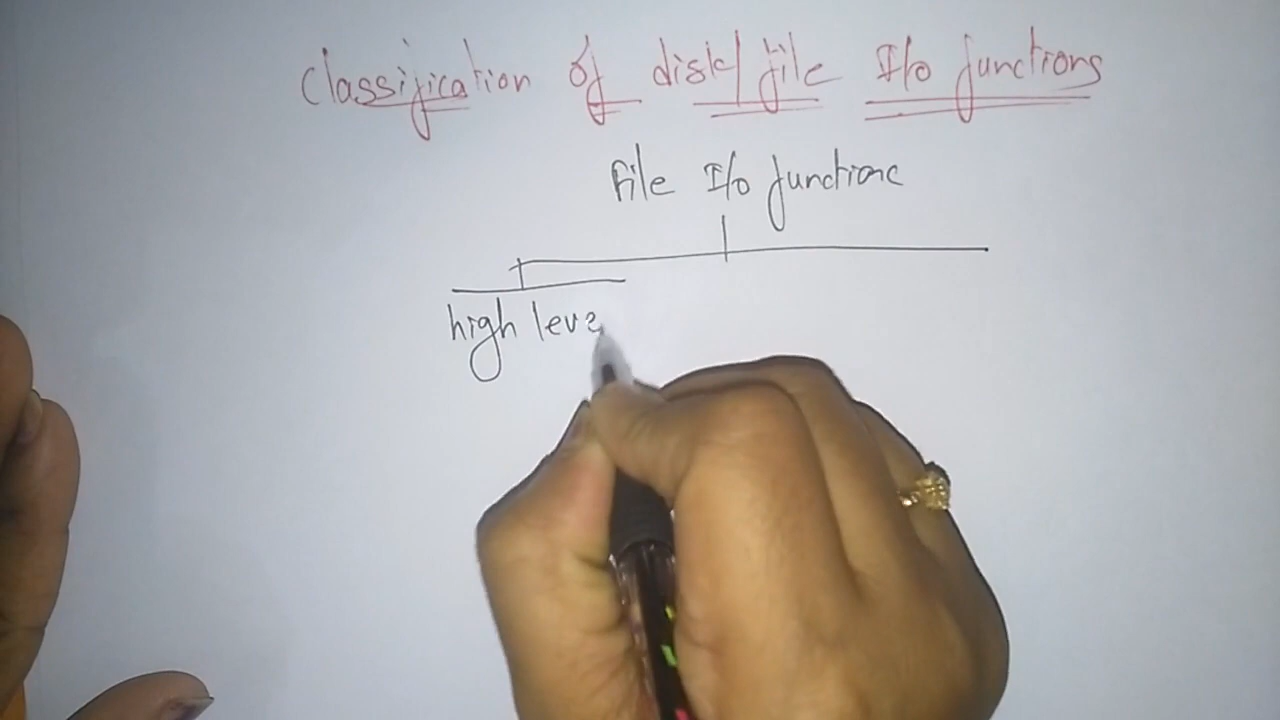 Classification of disk/file I/o functions
File I/o functions
high leve